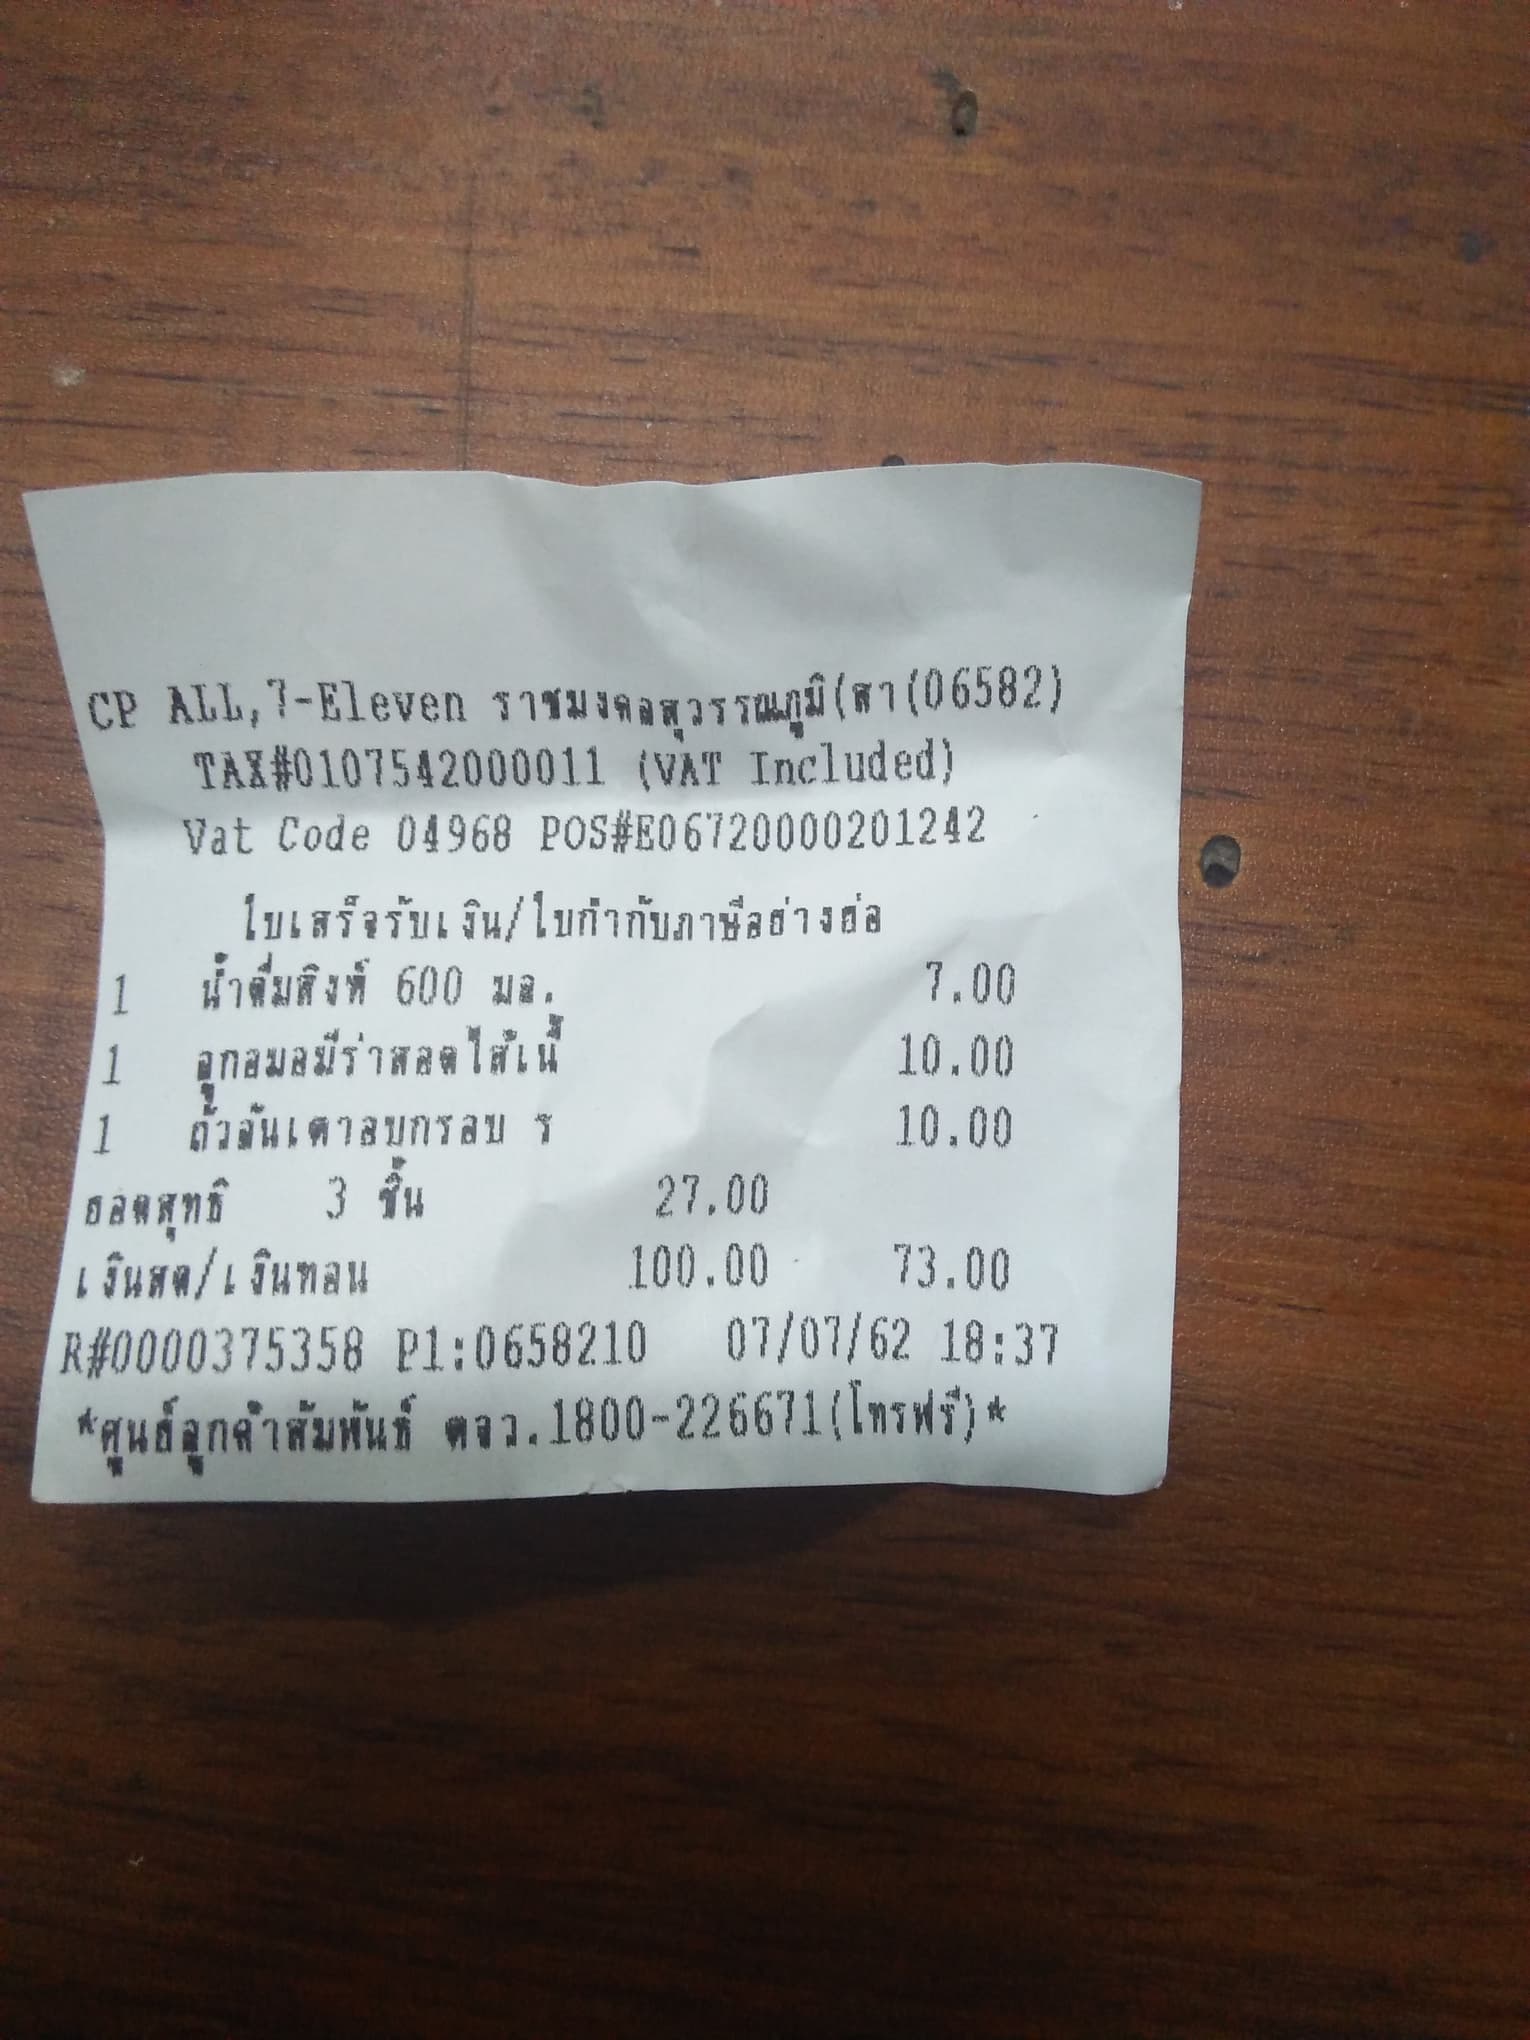 CP ALL,7-Eleven ราชมงคลสุวรรณภูมิ(สา(06582)
TAX#0107542000011 (VAT Included)
Vat Code 04968 POS#E06720000201242
ใบเสร็จรับเงิน/ใบกำกับภาษีอย่างย่อ
1 น้ำดื่มสิงห์ 600 มล. 7.00
1 ลูกอมอมีร่าสอดไส้เนื้ 10.00
1 ถั่วลันเตาอบกรอบ ร 10.00
ยอดสุทธิ 3 ชิ้น 27.00
เงินสด/เงินทอน 100.00 73.00
R#0000375358 P1:0658210 07/07/62 18:37
*ศูนย์ลูกค้าสัมพันธ์ ตจว.1800-226671(โทรฟรี)*